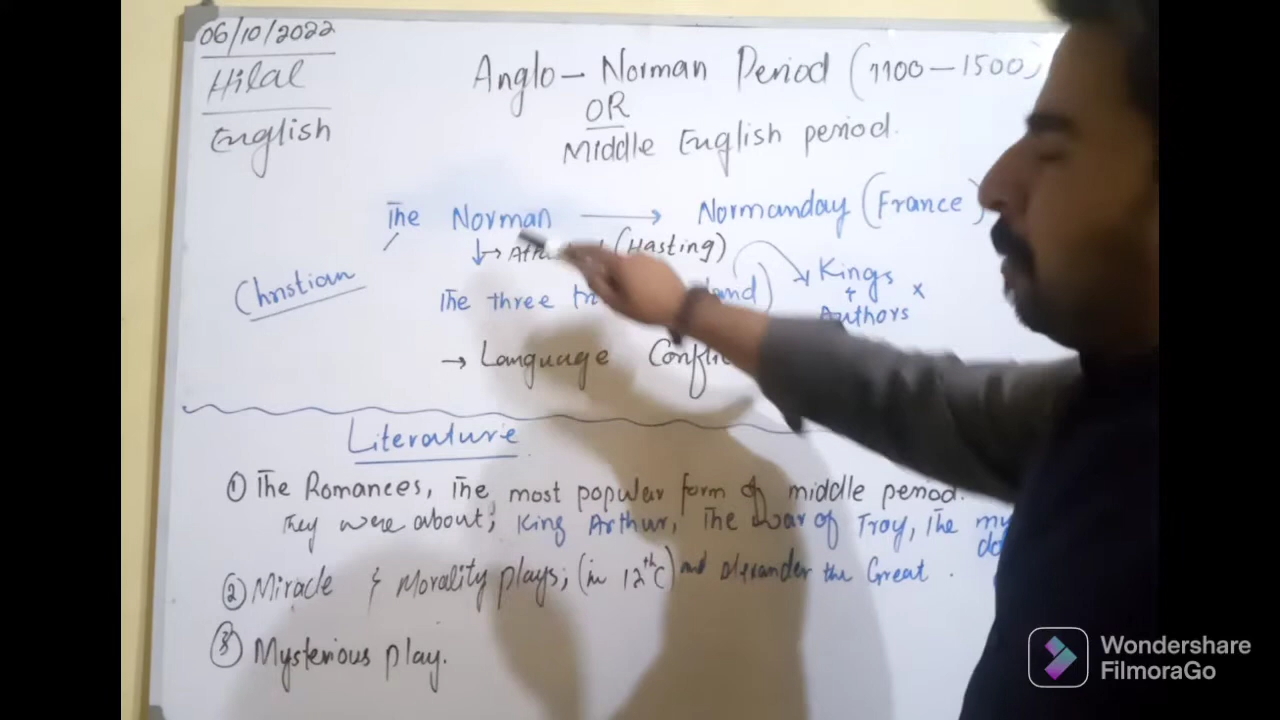 06/10/2022
Hilal
English
Anglo - Norman Period (1100 - 1500)
OR
Middle English period.
The Norman → Normanday (France)
(Hasting)
Christian
The three
Kings
& ×
Authors
→ Language
Literature
① The Romances, The most popular form of middle period.
They were about; King Arthur, The War of Troy, The
② Miracle & Morality plays; (in 12th C) and Alexander the Great.
③ Mysterious play.
Wondershare
FilmoraGo